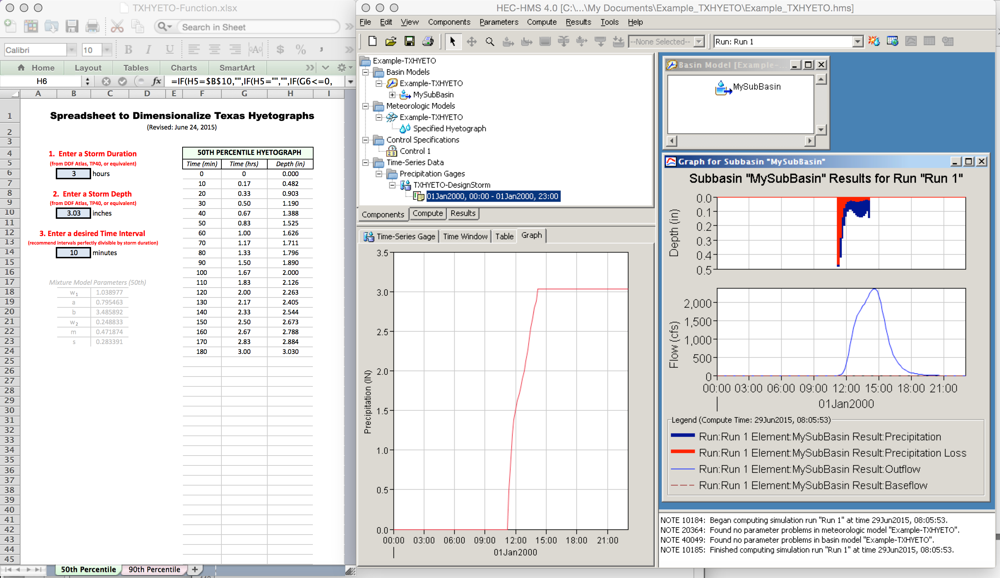 TXHYETO-Function.xlsx
Search in Sheet
Calibri 10 B I U $ %
Home Layout Tables Charts SmartArt
H6 fx =IF(H5=$B$10,"",IF(H5="","",IF(G6<=0,
A B C D E F G H I
Spreadsheet to Dimensionalize Texas Hyetographs
(Revised: June 24, 2015)
1. Enter a Storm Duration
(from DDF Atlas, TP40, or equivalent)
3 hours
2. Enter a Storm Depth
(from DDF Atlas, TP40, or equivalent)
3.03 inches
3. Enter a desired Time Interval
(recommend intervals perfectly divisible by storm duration)
10 minutes
Mixture Model Parameters (50th)
w1 1.038977
a 0.795463
b 3.485892
w2 0.248833
m 0.471874
s 0.283391
50TH PERCENTILE HYETOGRAPH
Time (min) Time (hrs) Depth (in)
0 0 0.000
10 0.17 0.482
20 0.33 0.903
30 0.50 1.190
40 0.67 1.388
50 0.83 1.525
60 1.00 1.626
70 1.17 1.711
80 1.33 1.796
90 1.50 1.890
100 1.67 2.000
110 1.83 2.126
120 2.00 2.263
130 2.17 2.405
140 2.33 2.544
150 2.50 2.673
160 2.67 2.788
170 2.83 2.884
180 3.00 3.030
1
2
3
4
5
6
7
8
9
10
11
12
13
14
15
16
17
18
19
20
21
22
23
24
25
26
27
28
29
30
31
32
33
34
35
36
37
38
39
40
41
42
43
44
45
50th Percentile 90th Percentile
HEC-HMS 4.0 [C:\...\My Documents\Example_TXHYETO\Example_TXHYETO.hms]
File Edit View Components Parameters Compute Results Tools Help
--None Selected-- Run: Run 1
Example-TXHYETO
Basin Models
Example-TXHYETO
MySubBasin
Meteorologic Models
Example-TXHYETO
Specified Hyetograph
Control Specifications
Control 1
Time-Series Data
Precipitation Gages
TXHYETO-DesignStorm
01Jan2000, 00:00 - 01Jan2000, 23:00
Components Compute Results
Time-Series Gage Time Window Table Graph
Precipitation (IN)
3.5
3.0
2.5
2.0
1.5
1.0
0.5
0.0
00:00 03:00 06:00 09:00 12:00 15:00 18:00 21:00
01Jan2000
Basin Model [Example-...
MySubBasin
Graph for Subbasin "MySubBasin"
Subbasin "MySubBasin" Results for Run "Run 1"
Depth (in)
0.0
0.1
0.2
0.3
0.4
0.5
Flow (cfs)
2,000
1,500
1,000
500
0
00:00 03:00 06:00 09:00 12:00 15:00 18:00 21:00
01Jan2000
Legend (Compute Time: 29Jun2015, 08:05:53)
Run:Run 1 Element:MySubBasin Result:Precipitation
Run:Run 1 Element:MySubBasin Result:Precipitation Loss
Run:Run 1 Element:MySubBasin Result:Outflow
Run:Run 1 Element:MySubBasin Result:Baseflow
NOTE 10184: Began computing simulation run "Run 1" at time 29Jun2015, 08:05:53.
NOTE 20364: Found no parameter problems in meteorologic model "Example-TXHYETO".
NOTE 40049: Found no parameter problems in basin model "Example-TXHYETO".
NOTE 10185: Finished computing simulation run "Run 1" at time 29Jun2015, 08:05:53.